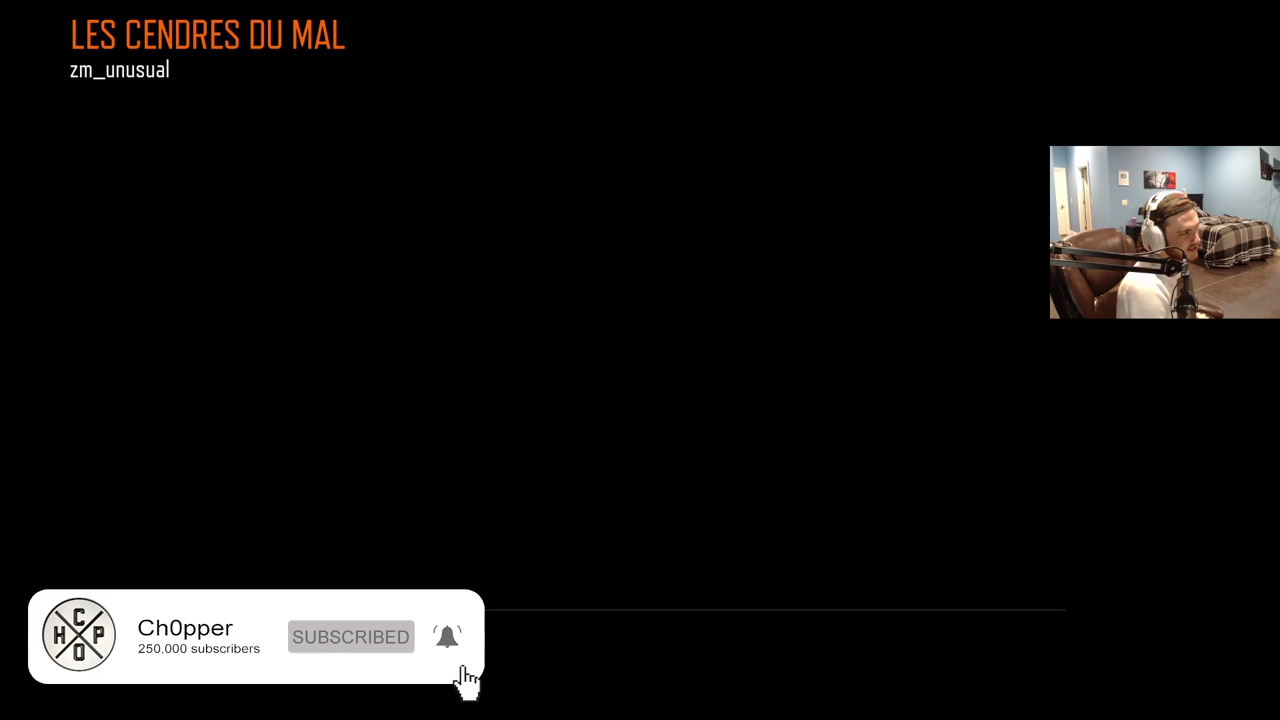 LES CENDRES DU MAL
zm_unusual
C
H P
O
Ch0pper
250,000 subscribers
SUBSCRIBED